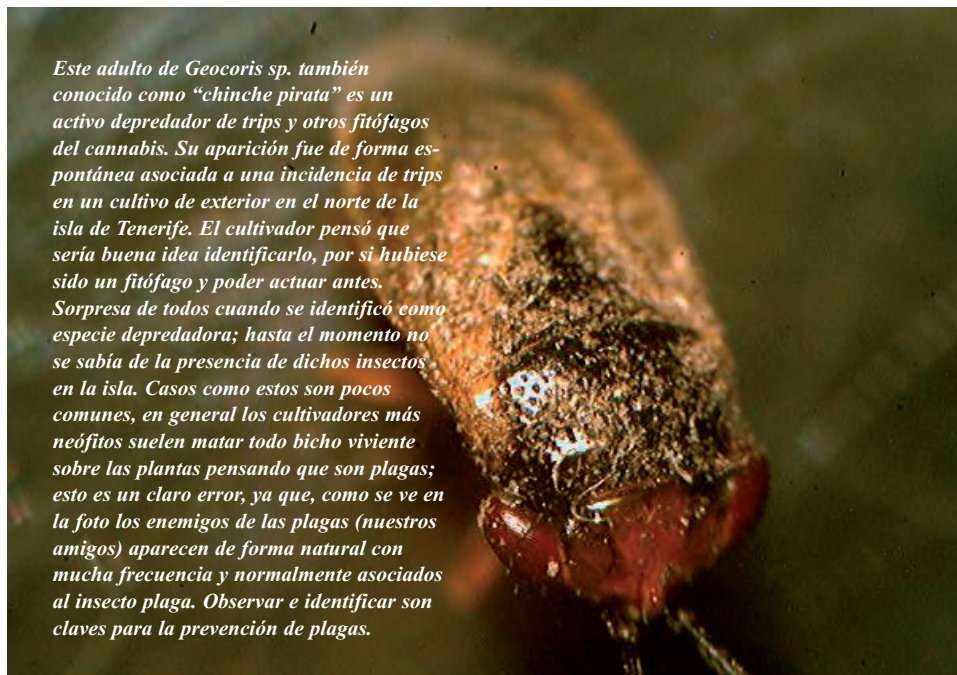 Este adulto de Geocoris sp. también
conocido como “chinche pirata” es un
activo depredador de trips y otros fitófagos
del cannabis. Su aparición fue de forma es-
pontánea asociada a una incidencia de trips
en un cultivo de exterior en el norte de la
isla de Tenerife. El cultivador pensó que
sería buena idea identificarlo, por si hubiese
sido un fitófago y poder actuar antes.
Sorpresa de todos cuando se identificó como
especie depredadora; hasta el momento no
se sabía de la presencia de dichos insectos
en la isla. Casos como estos son pocos
comunes, en general los cultivadores más
neófitos suelen matar todo bicho viviente
sobre las plantas pensando que son plagas;
esto es un claro error, ya que, como se ve en
la foto los enemigos de las plagas (nuestros
amigos) aparecen de forma natural con
mucha frecuencia y normalmente asociados
al insecto plaga. Observar e identificar son
claves para la prevención de plagas.